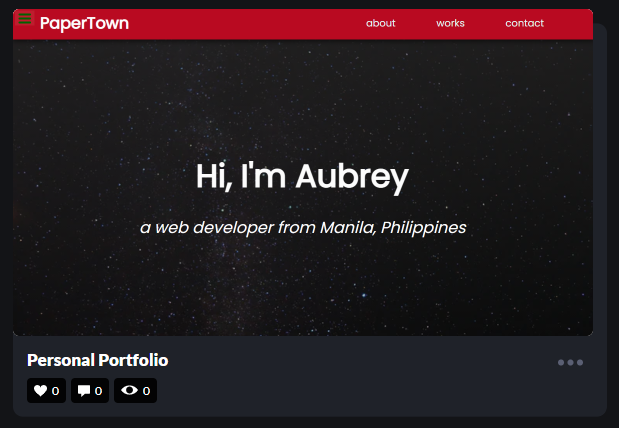 PaperTown about works contact
Hi, I'm Aubrey
a web developer from Manila, Philippines
Personal Portfolio
0 0 0